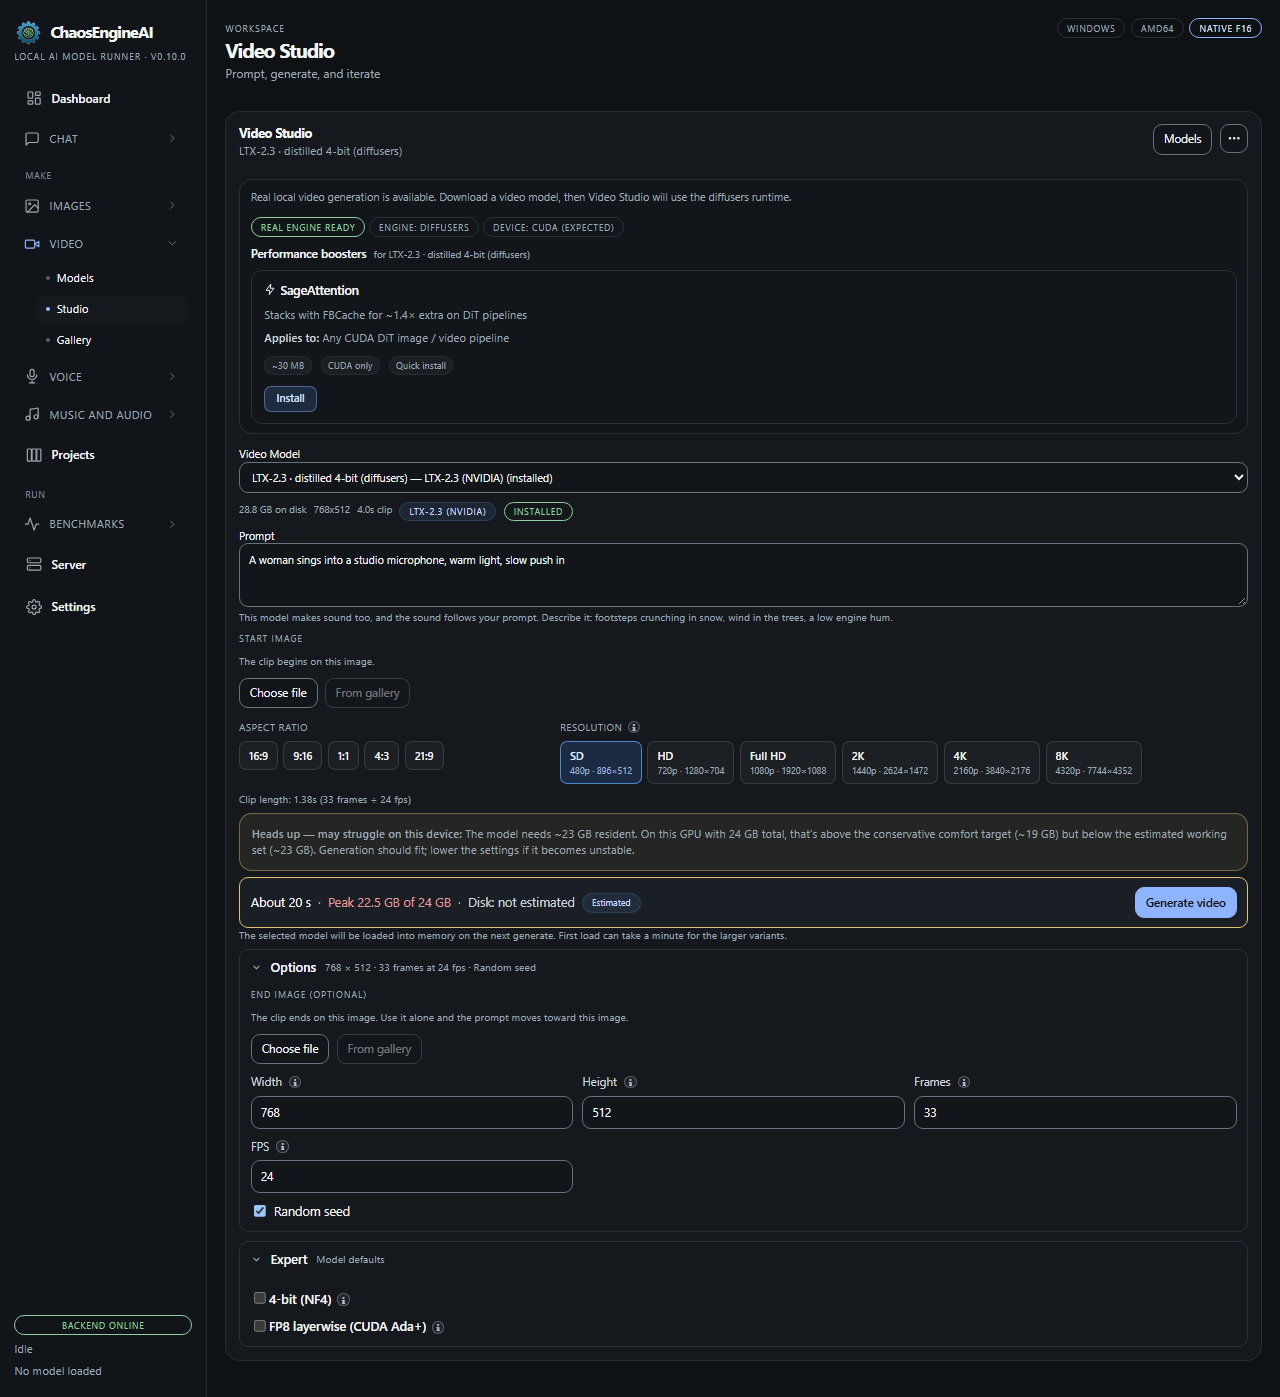 ChaosEngineAI
LOCAL AI MODEL RUNNER · V0.10.0
Dashboard
CHAT
MAKE
IMAGES
VIDEO
Models
Studio
Gallery
VOICE
MUSIC AND AUDIO
Projects
RUN
BENCHMARKS
Server
Settings
BACKEND ONLINE
Idle
No model loaded
WORKSPACE
Video Studio
Prompt, generate, and iterate
WINDOWS
AMD64
NATIVE F16
Video Studio
LTX-2.3 · distilled 4-bit (diffusers)
Models
Real local video generation is available. Download a video model, then Video Studio will use the diffusers runtime.
REAL ENGINE READY
ENGINE: DIFFUSERS
DEVICE: CUDA (EXPECTED)
Performance boosters for LTX-2.3 · distilled 4-bit (diffusers)
SageAttention
Stacks with FBCache for ~1.4× extra on DiT pipelines
Applies to: Any CUDA DiT image / video pipeline
~30 MB
CUDA only
Quick install
Install
Video Model
LTX-2.3 · distilled 4-bit (diffusers) — LTX-2.3 (NVIDIA) (installed)
28.8 GB on disk 768x512 4.0s clip LTX-2.3 (NVIDIA) INSTALLED
Prompt
A woman sings into a studio microphone, warm light, slow push in
This model makes sound too, and the sound follows your prompt. Describe it: footsteps crunching in snow, wind in the trees, a low engine hum.
START IMAGE
The clip begins on this image.
Choose file
From gallery
ASPECT RATIO
16:9
9:16
1:1
4:3
21:9
RESOLUTION
SD
480p · 896×512
HD
720p · 1280×704
Full HD
1080p · 1920×1088
2K
1440p · 2624×1472
4K
2160p · 3840×2176
8K
4320p · 7744×4352
Clip length: 1.38s (33 frames ÷ 24 fps)
Heads up — may struggle on this device: The model needs ~23 GB resident. On this GPU with 24 GB total, that's above the conservative comfort target (~19 GB) but below the estimated working
set (~23 GB). Generation should fit; lower the settings if it becomes unstable.
About 20 s · Peak 22.5 GB of 24 GB · Disk: not estimated Estimated
Generate video
The selected model will be loaded into memory on the next generate. First load can take a minute for the larger variants.
Options 768 × 512 · 33 frames at 24 fps · Random seed
END IMAGE (OPTIONAL)
The clip ends on this image. Use it alone and the prompt moves toward this image.
Choose file
From gallery
Width
768
Height
512
Frames
33
FPS
24
Random seed
Expert Model defaults
4-bit (NF4)
FP8 layerwise (CUDA Ada+)